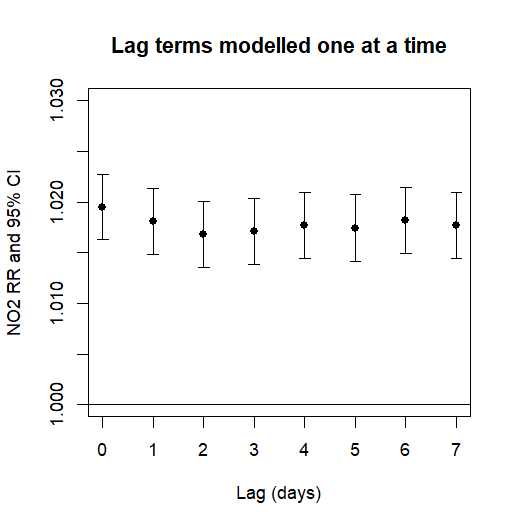 Lag terms modelled one at a time
NO2 RR and 95% CI
1.030
1.020
1.010
1.000
0 1 2 3 4 5 6 7
Lag (days)